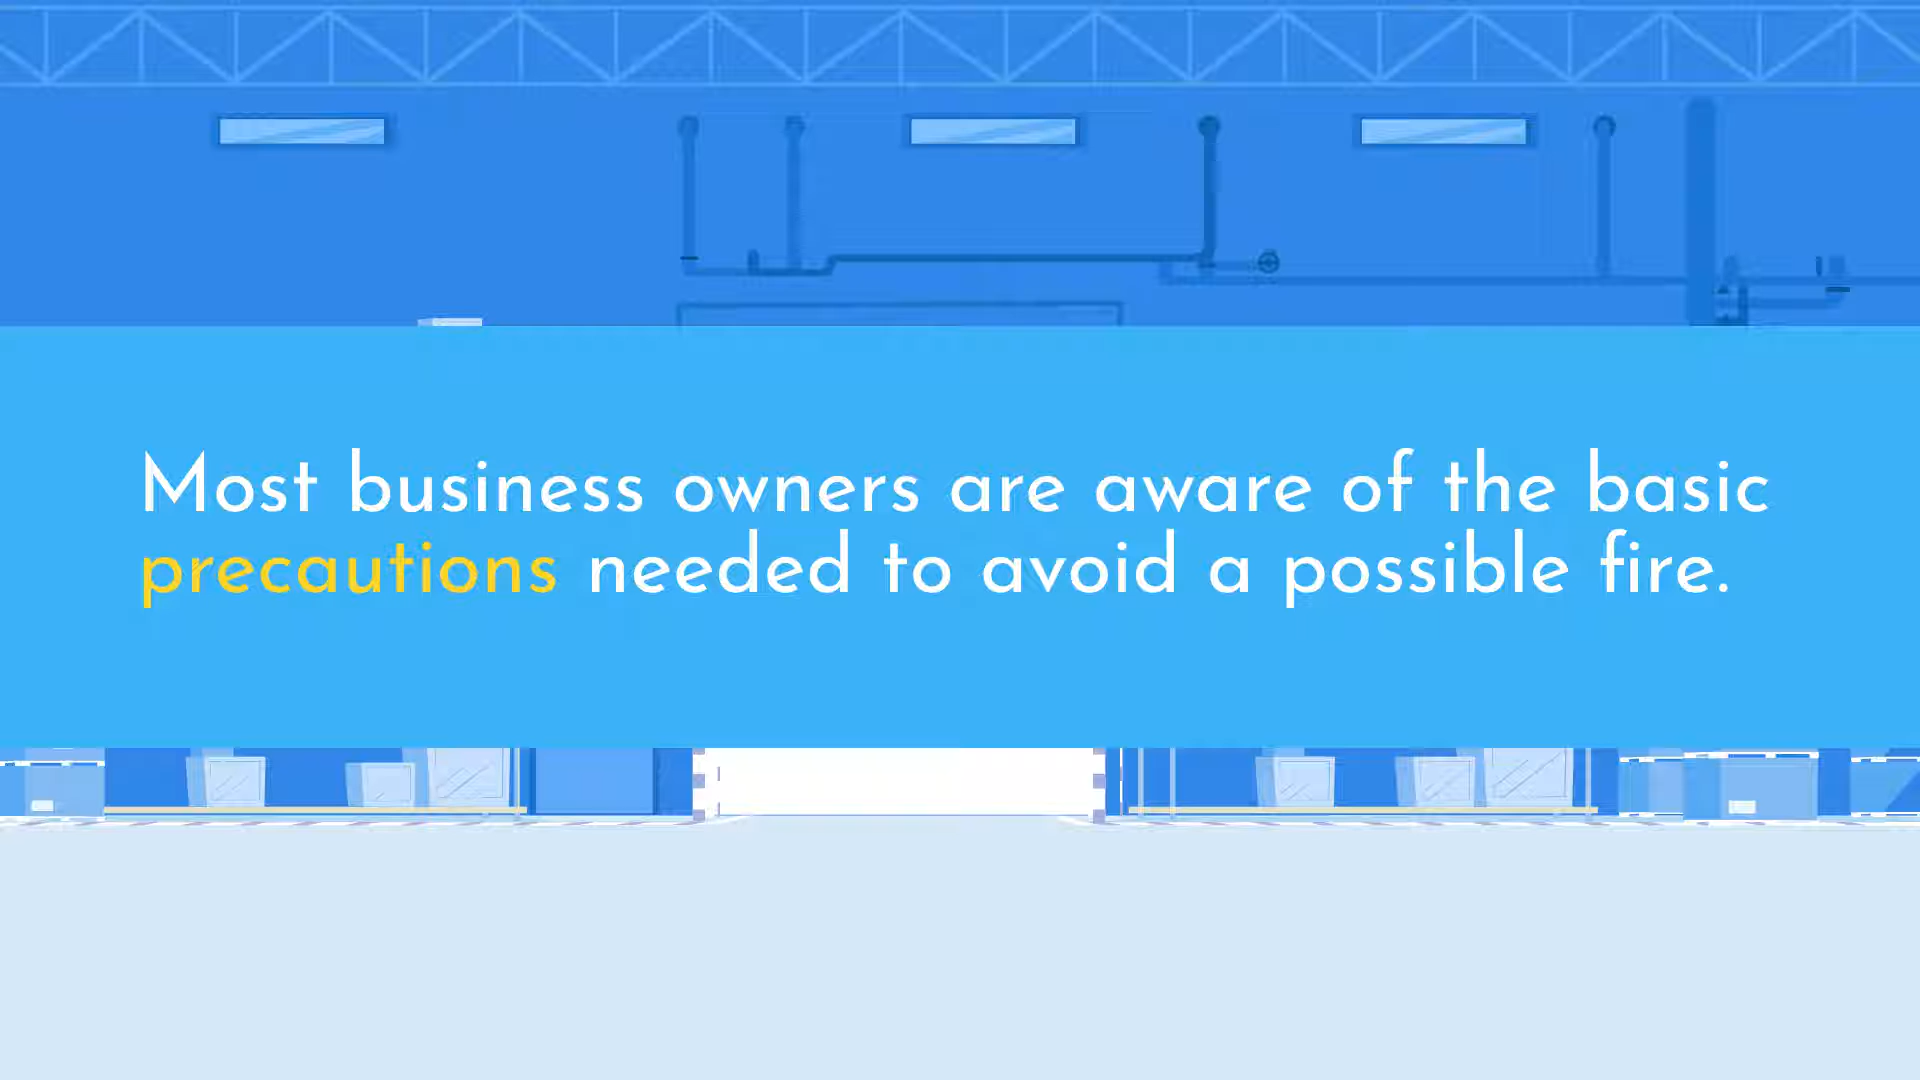 Most business owners are aware of the basic
precautions needed to avoid a possible fire.